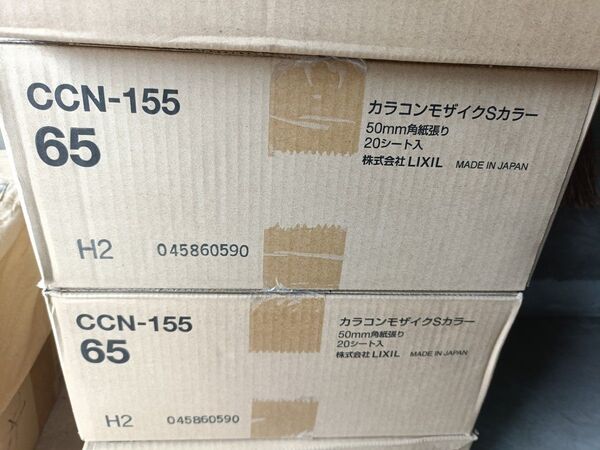 CCN-155
65
カラコンモザイクSカラー
50mm角紙張り
20シート入
株式会社 LIXIL MADE IN JAPAN
H2 045860590
CCN-155
65
カラコンモザイクSカラー
50mm角紙張り
20シート入
株式会社 LIXIL MADE IN JAPAN
H2 045860590